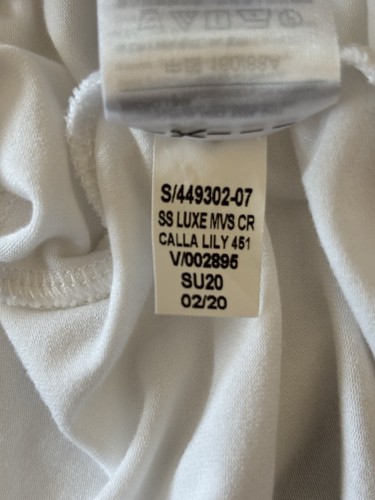 S/449302-07
SS LUXE MVS CR
CALLA LILY 451
V/002895
SU20
02/20